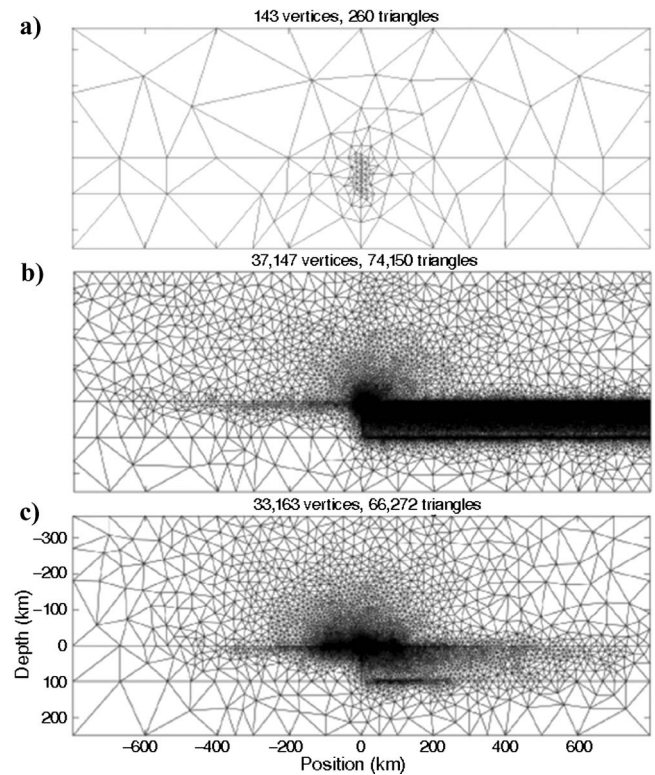 a)
143 vertices, 260 triangles
b)
37,147 vertices, 74,150 triangles
c)
33,163 vertices, 66,272 triangles
Depth (km)
−300
−200
−100
0
100
200
−600 −400 −200 0 200 400 600
Position (km)